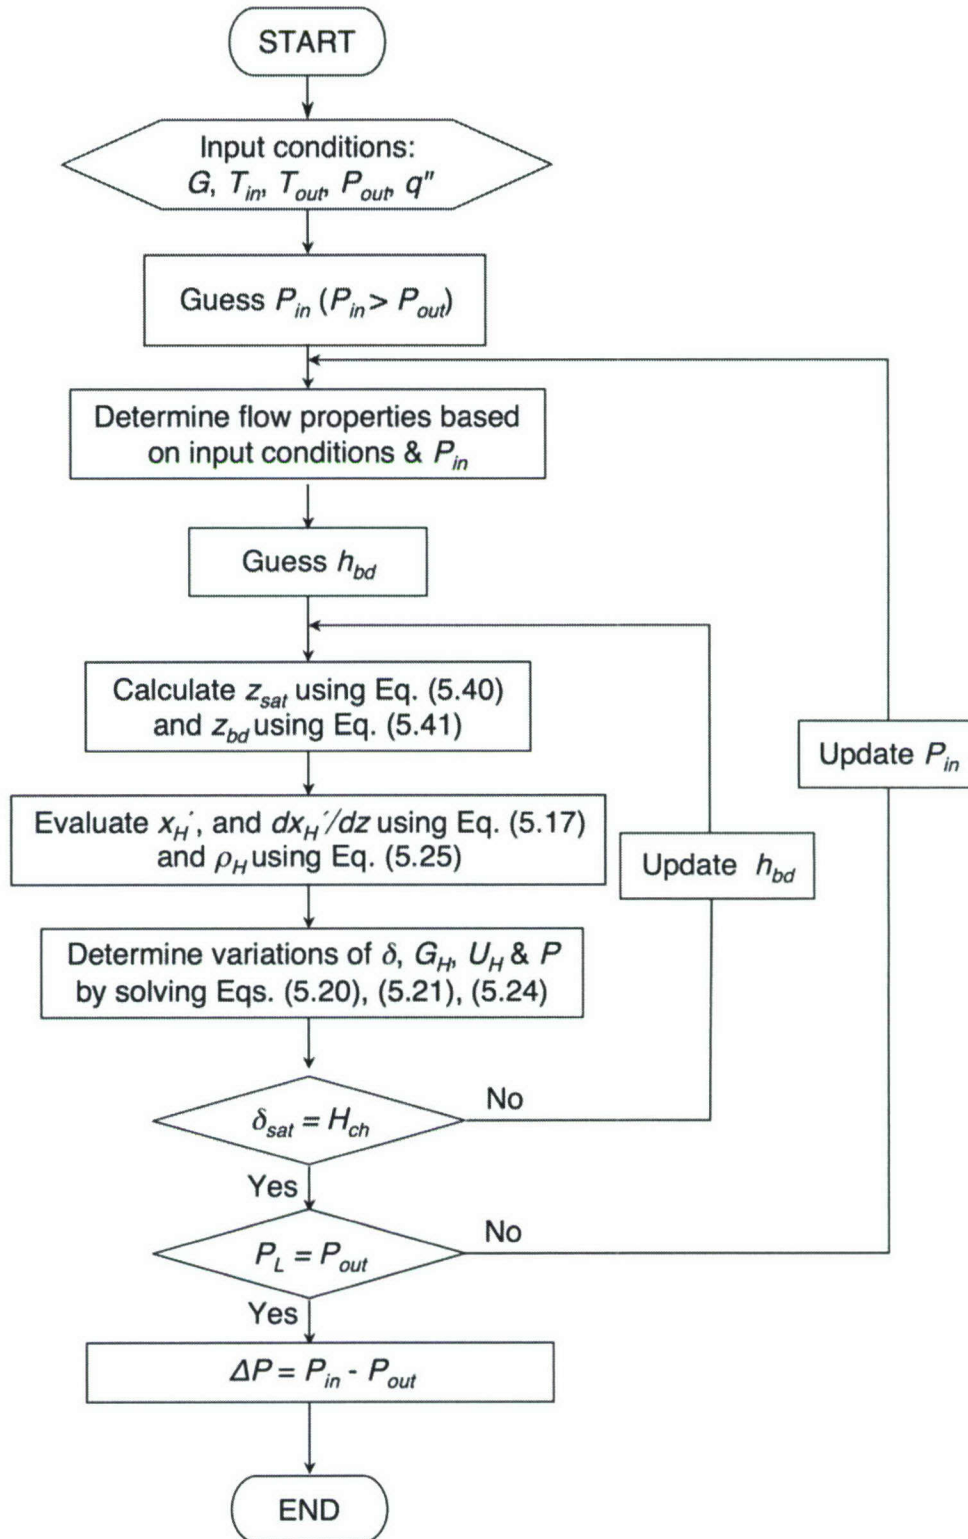 START
Input conditions:
G, T_in, T_out, P_out, q"
Guess P_in (P_in > P_out)
Determine flow properties based
on input conditions & P_in
Guess h_bd
Calculate z_sat using Eq. (5.40)
and z_bd using Eq. (5.41)
Update P_in
Evaluate x_H', and dx_H'/dz using Eq. (5.17)
and ρ_H using Eq. (5.25)
Update h_bd
Determine variations of δ, G_H, U_H & P
by solving Eqs. (5.20), (5.21), (5.24)
δ_sat = H_ch
No
Yes
P_L = P_out
No
Yes
ΔP = P_in - P_out
END